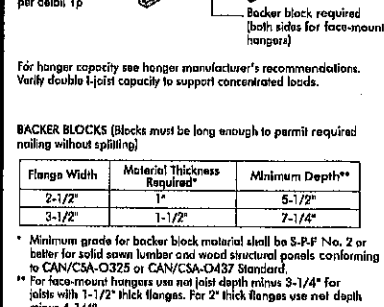 per detail 1p
Backer block required
(both sides for face-mount
hangers)
For hanger capacity see hanger manufacturer's recommendations.
Verify double I-joist capacity to support concentrated loads.
BACKER BLOCKS (Blocks must be long enough to permit required
nailing without splitting)
Flange Width Material Thickness Required* Minimum Depth**
2-1/2" 1" 5-1/2"
3-1/2" 1-1/2" 7-1/4"
* Minimum grade for backer block material shall be S-P-F No. 2 or
better for solid sawn lumber and wood structural panels conforming
to CAN/CSA-O325 or CAN/CSA-O437 Standard.
** For face-mount hangers use net joist depth minus 3-1/4" for
joists with 1-1/2" thick flanges. For 2" thick flanges use net depth
minus 4-1/4".